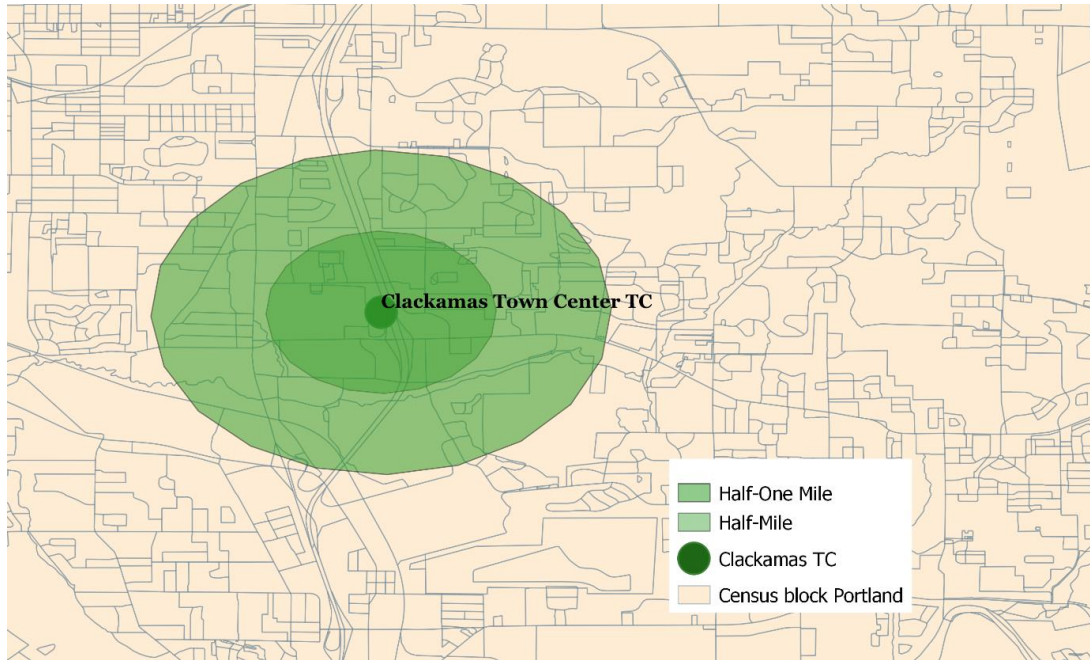 Clackamas Town Center TC
Half-One Mile
Half-Mile
Clackamas TC
Census block Portland